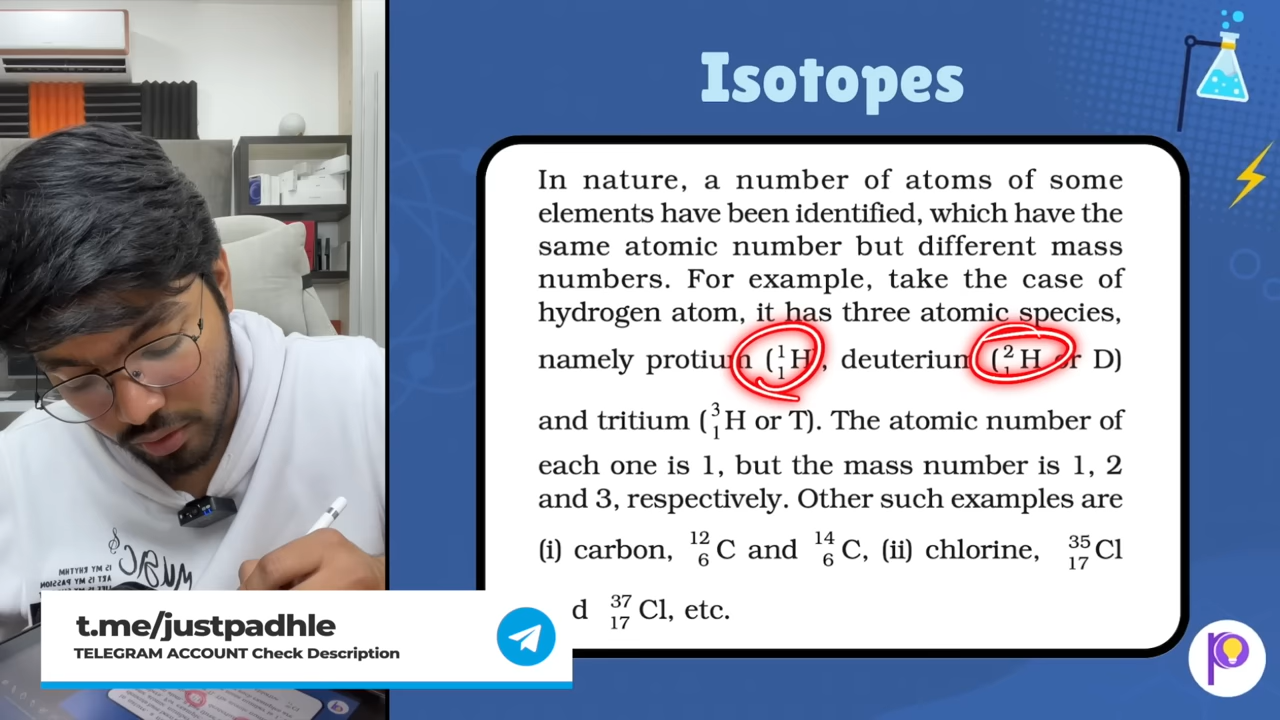 Isotopes
In nature, a number of atoms of some
elements have been identified, which have the
same atomic number but different mass
numbers. For example, take the case of
hydrogen atom, it has three atomic species,
namely protium (¹₁H), deuterium (²₁H or D)
and tritium (³₁H or T). The atomic number of
each one is 1, but the mass number is 1, 2
and 3, respectively. Other such examples are
(i) carbon, ¹²₆C and ¹⁴₆C, (ii) chlorine, ³⁵₁₇Cl
d ³⁷₁₇Cl, etc.
t.me/justpadhle
TELEGRAM ACCOUNT Check Description